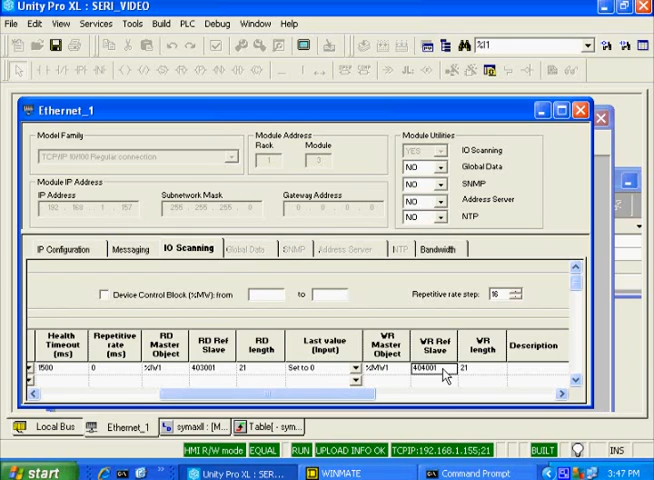 Unity Pro XL : SERJ_VIDEO
File Edit View Services Tools Build PLC Debug Window Help
Ethernet_1
Model Family
Module Address
Module Utilities
Rack Module
TCP/IP 10/100 Regular connection
1 3
YES IO Scanning
NO Global Data
Module IP Address
NO SNMP
IP Address Subnetwork Mask Gateway Address
NO Address Server
192 . 168 . 1 . 157 255 . 255 . 255 . 0 0 . 0 . 0 . 0
NO NTP
IP Configuration Messaging IO Scanning Global Data SNMP Address Server NTP Bandwidth
Device Control Block (%MW): from to Repetitive rate step: 16
Health Timeout (ms) Repetitive rate (ms) RD Master Object RD Ref Slave RD length Last value (Input) WR Master Object WR Ref Slave WR length Description
1500 0 403001 21 Set to 0 %MW1 404001 21
Local Bus Ethernet_1 symaxll : [M... Table[ - sym...
HMI R/W mode EQUAL RUN UPLOAD INFO OK TCPIP:192.168.1.155;21 BUILT INS
start Unity Pro XL : SER... WINMATE Command Prompt 3:47 PM